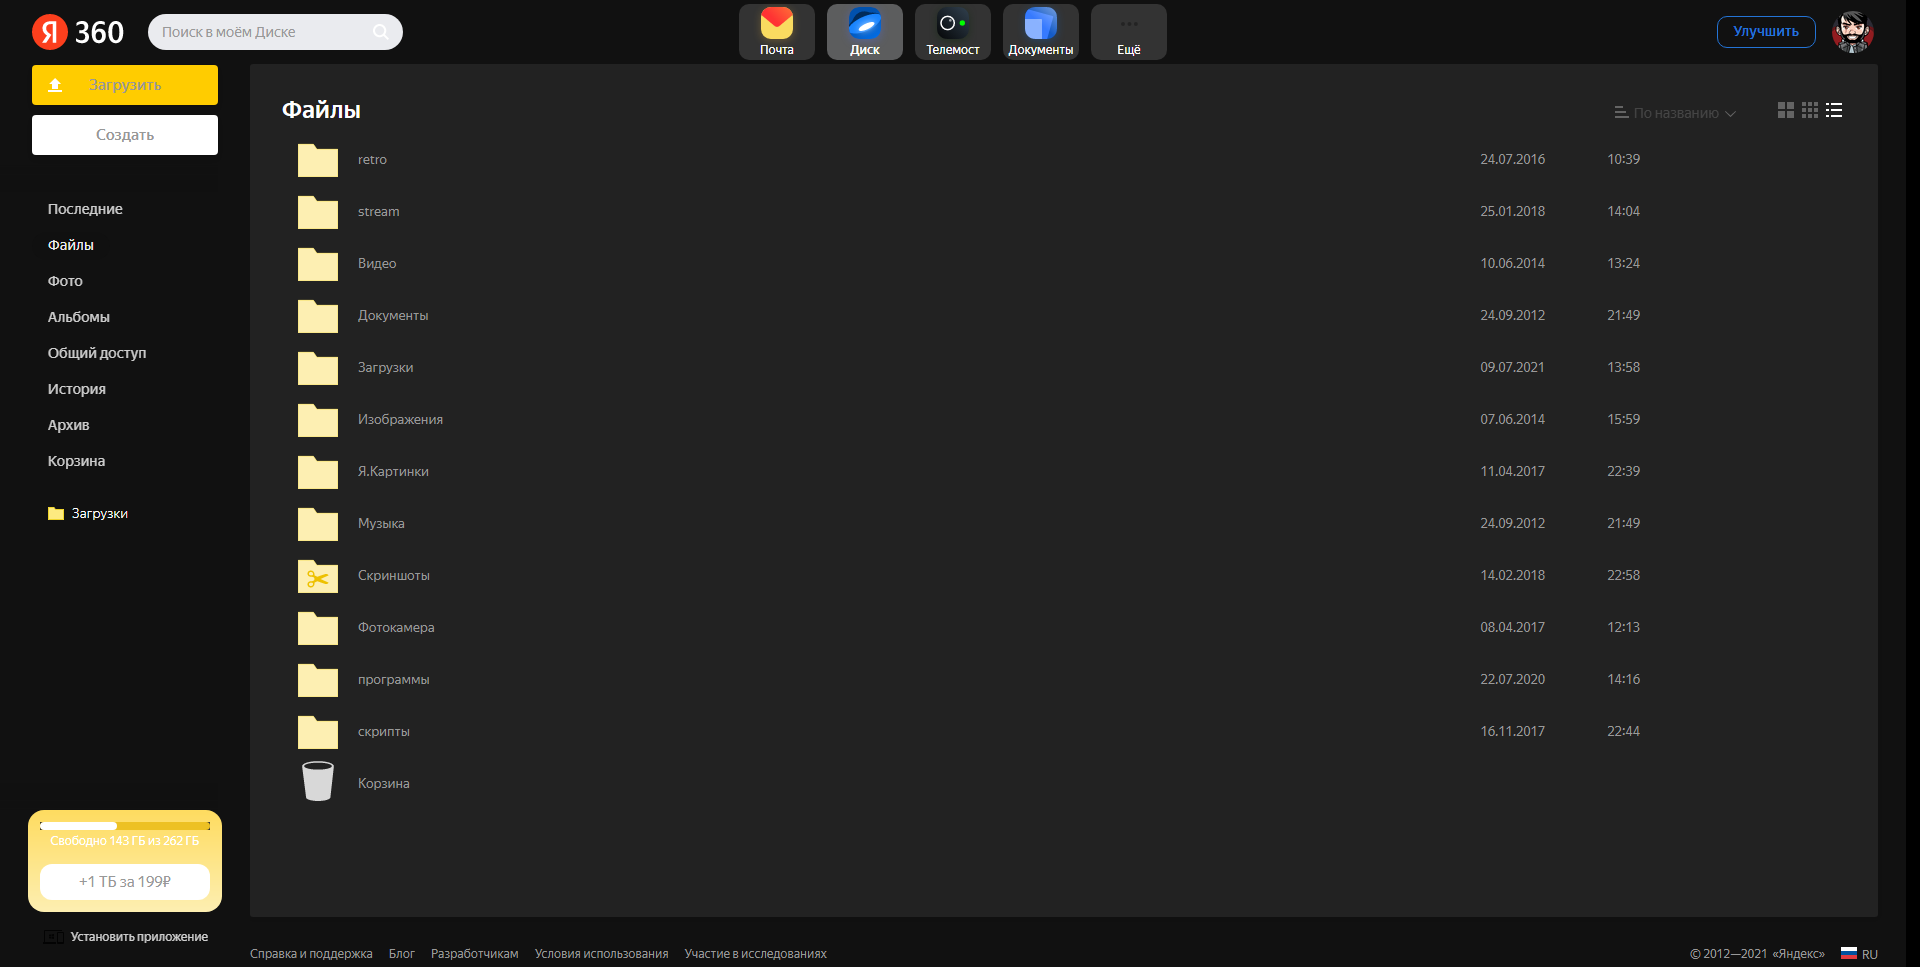 Я 360
Поиск в моём Диске
Почта
Диск
Телемост
Документы
Ещё
Улучшить
Загрузить
Создать
Последние
Файлы
Фото
Альбомы
Общий доступ
История
Архив
Корзина
Загрузки
Свободно 143 ГБ из 262 ГБ
+1 ТБ за 199₽
Установить приложение
Файлы
По названию
retro 24.07.2016 10:39
stream 25.01.2018 14:04
Видео 10.06.2014 13:24
Документы 24.09.2012 21:49
Загрузки 09.07.2021 13:58
Изображения 07.06.2014 15:59
Я.Картинки 11.04.2017 22:39
Музыка 24.09.2012 21:49
Скриншоты 14.02.2018 22:58
Фотокамера 08.04.2017 12:13
программы 22.07.2020 14:16
скрипты 16.11.2017 22:44
Корзина
Справка и поддержка Блог Разработчикам Условия использования Участие в исследованиях © 2012—2021 «Яндекс» RU